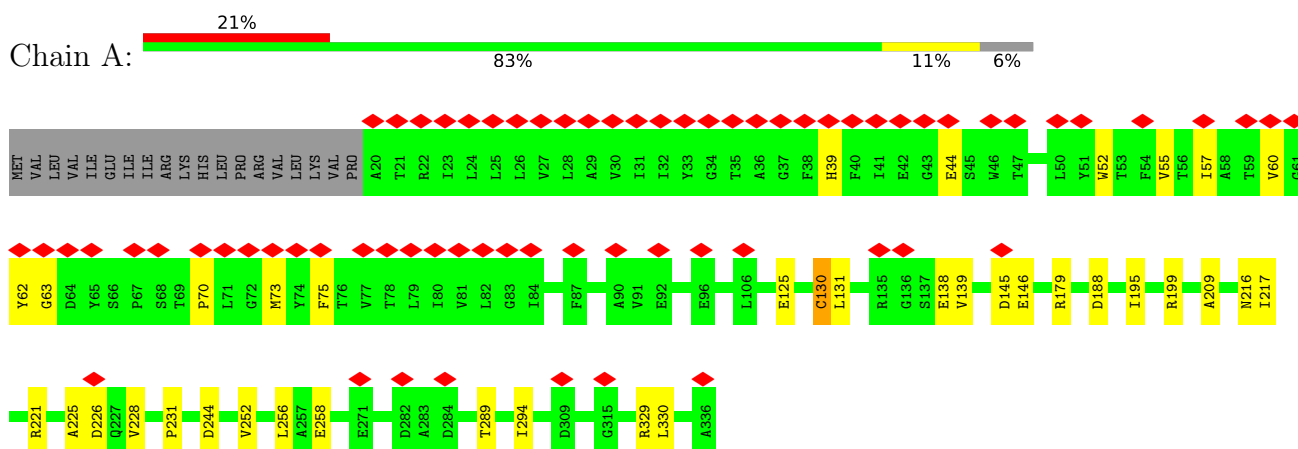 21%
Chain A:
83% 11% 6%
MET VAL LEU VAL ILE GLU ILE ILE ARG LYS HIS LEU PRO ARG VAL LEU LYS VAL PRO A20 T21 R22 I23 L24 L25 L26 V27 L28 A29 V30 I31 I32 Y33 G34 T35 A36 G37 F38 H39 F40 I41 E42 G43 E44 S45 W46 T47 L50 Y51 W52 T53 F54 V55 T56 I57 A58 T59 V60 G61
Y62 G63 D64 Y65 S66 P67 S68 T69 P70 L71 G72 M73 Y74 F75 T76 V77 T78 L79 I80 V81 L82 G83 I84 F87 A90 V91 E92 E96 L106 E125 C130 L131 R135 G136 S137 E138 V139 D145 E146 R179 D188 I195 R199 A209 N216 I217
R221 A225 D226 Q227 V228 P231 D244 V252 L256 A257 E258 E271 D282 A283 D284 T289 I294 D309 G315 R329 L330 A336